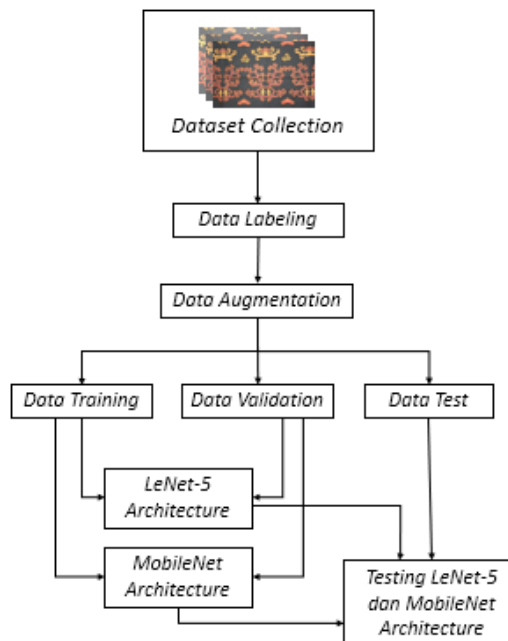 Dataset Collection
Data Labeling
Data Augmentation
Data Training
Data Validation
Data Test
LeNet-5
Architecture
MobileNet
Architecture
Testing LeNet-5
dan MobileNet
Architecture